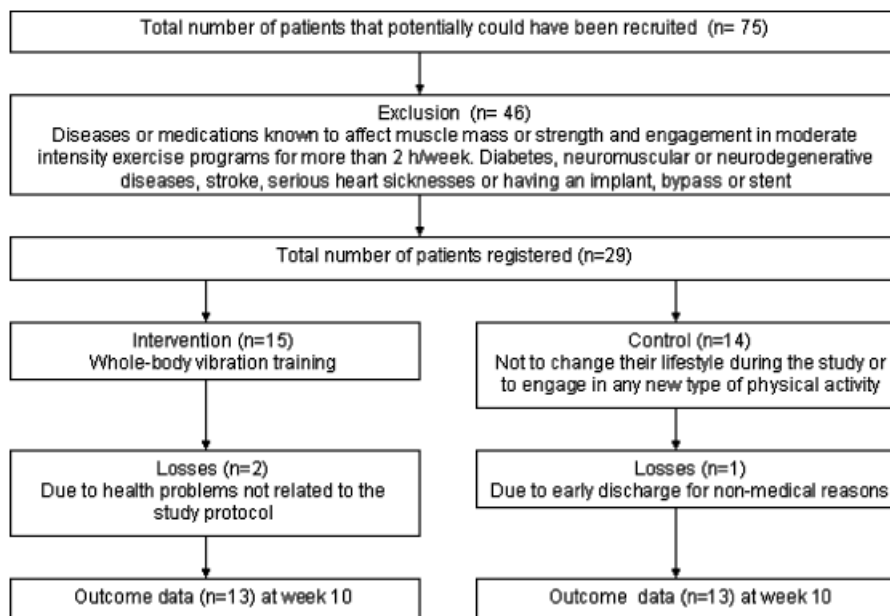 Total number of patients that potentially could have been recruited (n= 75)
Exclusion (n= 46)
Diseases or medications known to affect muscle mass or strength and engagement in moderate
intensity exercise programs for more than 2 h/week. Diabetes, neuromuscular or neurodegenerative
diseases, stroke, serious heart sicknesses or having an implant, bypass or stent
Total number of patients registered (n=29)
Intervention (n=15)
Whole-body vibration training
Control (n=14)
Not to change their lifestyle during the study or
to engage in any new type of physical activity
Losses (n=2)
Due to health problems not related to the
study protocol
Losses (n=1)
Due to early discharge for non-medical reasons
Outcome data (n=13) at week 10
Outcome data (n=13) at week 10